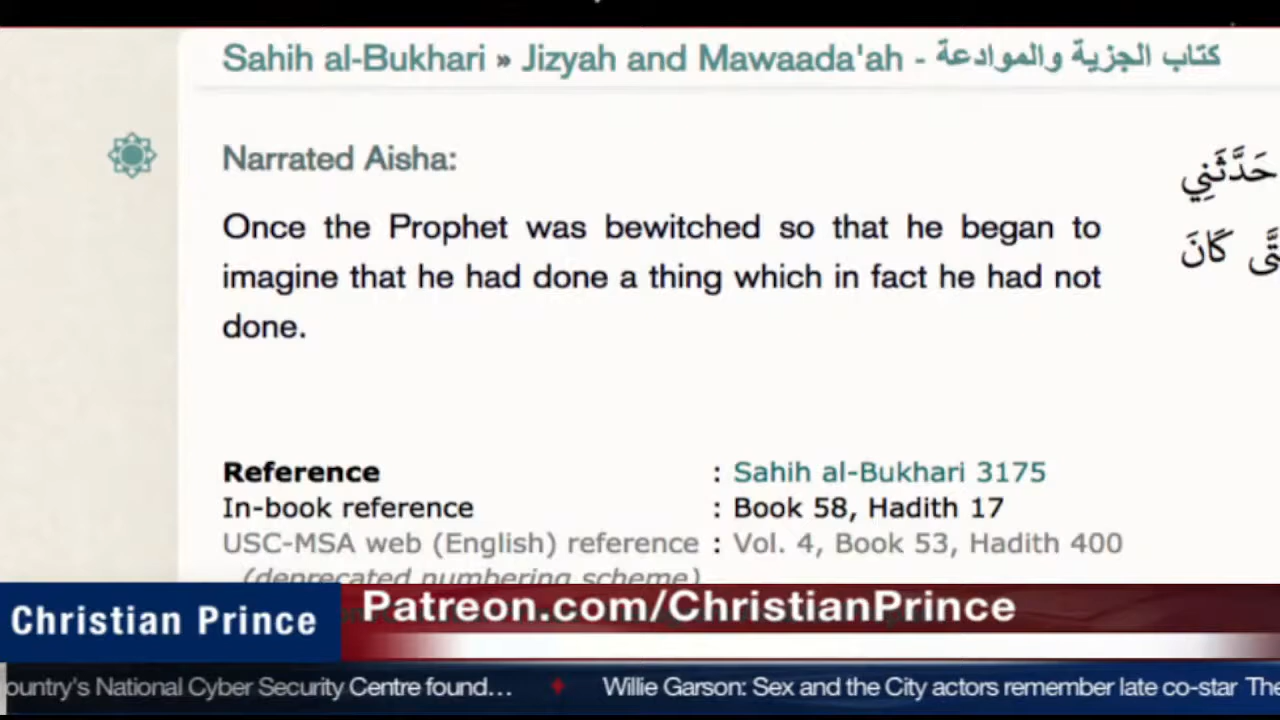 Sahih al-Bukhari » Jizyah and Mawaada'ah - كتاب الجزية والموادعة
Narrated Aisha:
حَدَّثَنِي
Once the Prophet was bewitched so that he began to
كَانَ
imagine that he had done a thing which in fact he had not
done.
Reference : Sahih al-Bukhari 3175
In-book reference : Book 58, Hadith 17
USC-MSA web (English) reference : Vol. 4, Book 53, Hadith 400
(deprecated numbering scheme)
Christian Prince
Patreon.com/ChristianPrince
ountry's National Cyber Security Centre found... ♦ Willie Garson: Sex and the City actors remember late co-star The